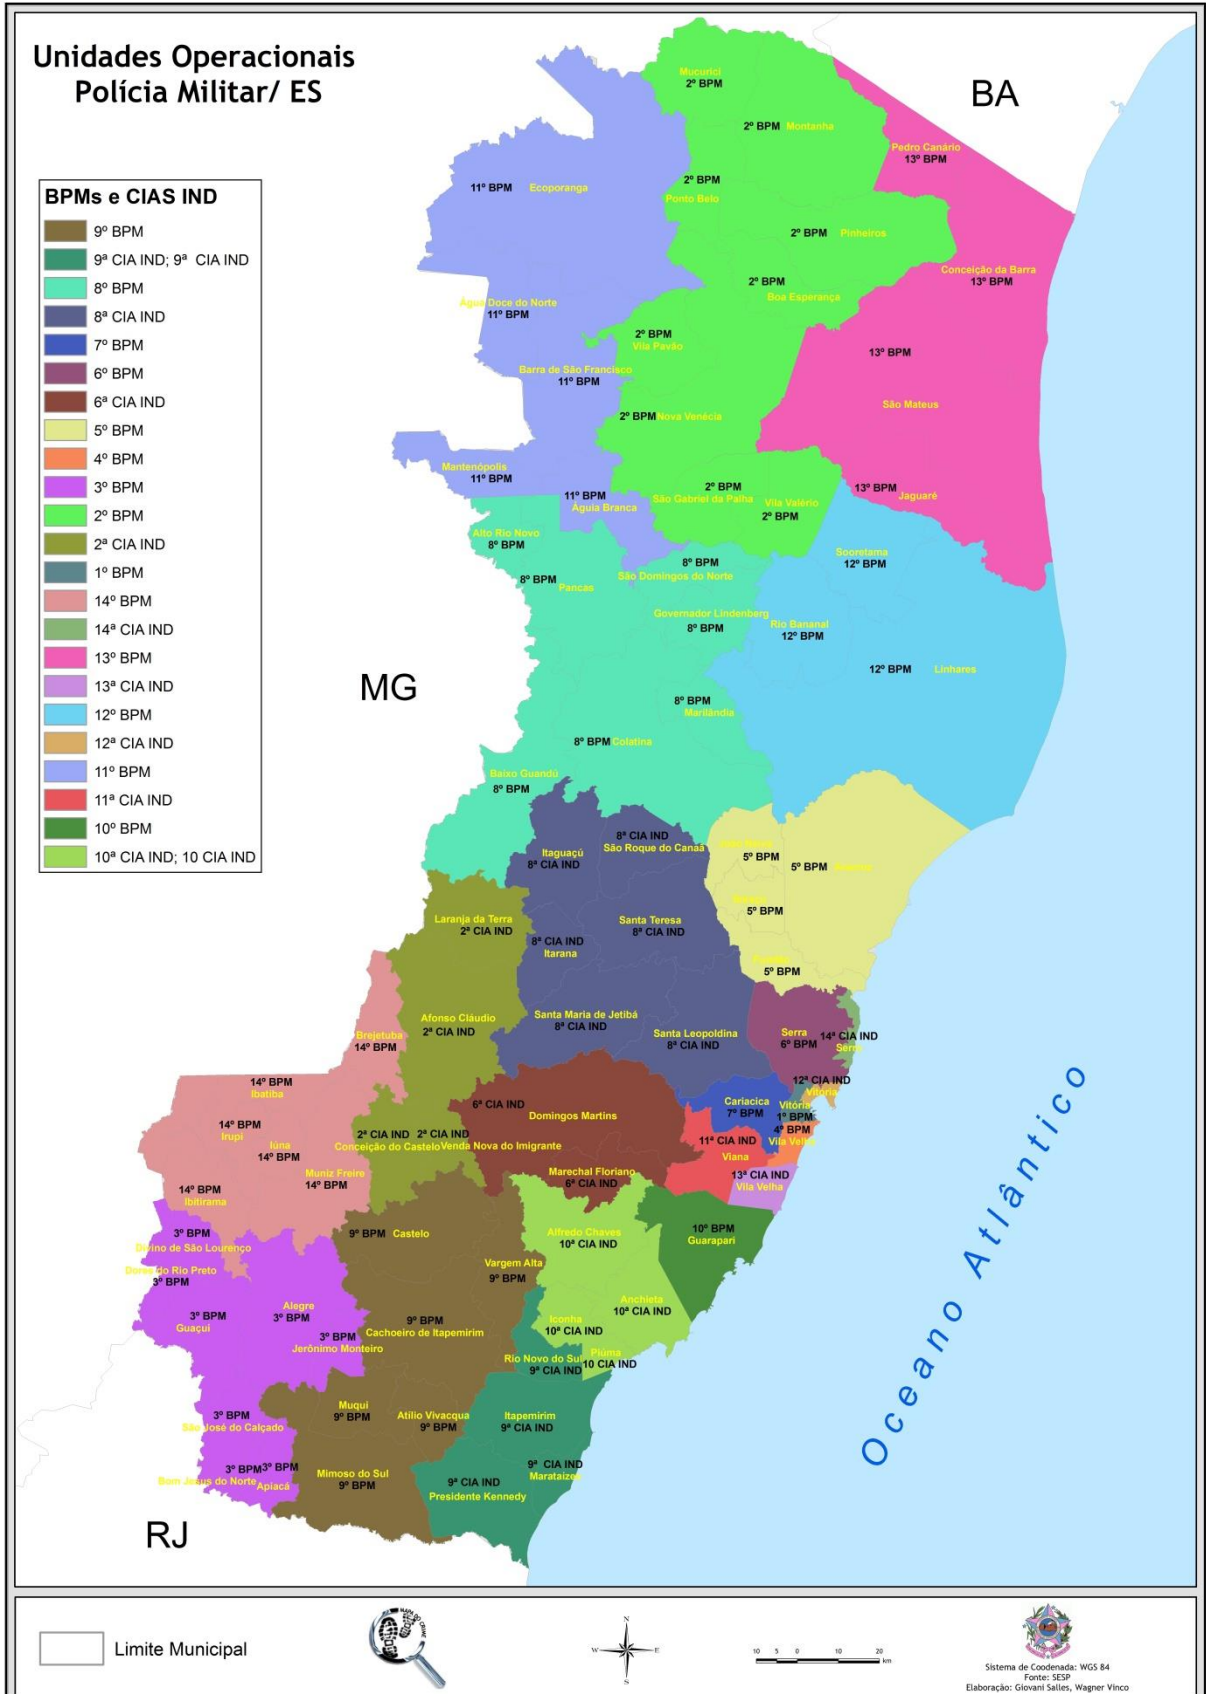 Unidades Operacionais
Polícia Militar/ ES
BA
BPMs e CIAS IND
9º BPM
9ª CIA IND; 9ª  CIA IND
8º BPM
8ª CIA IND
7º BPM
6º BPM
6ª CIA IND
5º BPM
4º BPM
3º BPM
2º BPM
2ª CIA IND
1º BPM
14º BPM
14ª CIA IND
13º BPM
13ª CIA IND
12º BPM
12ª CIA IND
11º BPM
11ª CIA IND
10º BPM
10ª CIA IND; 10 CIA IND
Mucurici
2º BPM
2º BPM Montanha
Pedro Canário
13º BPM
11º BPM Ecoporanga
2º BPM
Ponto Belo
2º BPM Pinheiros
Conceição da Barra
13º BPM
2º BPM
Boa Esperança
Água Doce do Norte
11º BPM
2º BPM
Vila Pavão
13º BPM
São Mateus
Barra de São Francisco
11º BPM
2º BPM Nova Venécia
Mantenópolis
11º BPM
11º BPM
Águia Branca
2º BPM
São Gabriel da Palha
Vila Valério
2º BPM
13º BPM
Jaguaré
Alto Rio Novo
8º BPM
8º BPM
Pancas
8º BPM
São Domingos do Norte
Sooretama
12º BPM
Governador Lindenberg
8º BPM
Rio Bananal
12º BPM
12º BPM Linhares
MG
8º BPM
Marilândia
8º BPM Colatina
Baixo Guandú
8º BPM
8ª CIA IND
São Roque do Canaã
Itaguaçú
8ª CIA IND
5º BPM
5º BPM
5º BPM
5º BPM
Laranja da Terra
2ª CIA IND
Santa Teresa
8ª CIA IND
8ª CIA IND
Itarana
Afonso Cláudio
2ª CIA IND
Santa Maria de Jetibá
8ª CIA IND
Santa Leopoldina
8ª CIA IND
Serra
6º BPM
14ª CIA IND
Serra
Brejetuba
14º BPM
14º BPM
Ibatiba
12ª CIA IND
Vitória
Vitória
1º BPM
Cariacica
7º BPM
4º BPM
Vila Velha
6ª CIA IND
Domingos Martins
14º BPM
Irupi
Iúna
14º BPM
2ª CIA IND
Conceição do Castelo
2ª CIA IND
Venda Nova do Imigrante
11ª CIA IND
Viana
13ª CIA IND
Vila Velha
Marechal Floriano
6ª CIA IND
Muniz Freire
14º BPM
14º BPM
Ibitirama
3º BPM
Divino de São Lourenço
9º BPM Castelo
Alfredo Chaves
10ª CIA IND
10º BPM
Guarapari
Dores do Rio Preto
3º BPM
Vargem Alta
9º BPM
3º BPM
Guaçuí
Alegre
3º BPM
Anchieta
10ª CIA IND
9º BPM
Cachoeiro de Itapemirim
Iconha
10ª CIA IND
3º BPM
Jerônimo Monteiro
Rio Novo do Sul
9ª CIA IND
Piúma
10 CIA IND
Muqui
9º BPM
Atílio Vivacqua
9º BPM
Itapemirim
9ª CIA IND
3º BPM
São José do Calçado
3º BPM
Bom Jesus do Norte
3º BPM
Apiacá
Mimoso do Sul
9º BPM
9ª  CIA IND
Marataizes
9ª CIA IND
Presidente Kennedy
Oceano Atlântico
RJ
Limite Municipal
MAPA DO CRIME
N
W E
S
10 5 0 10 20
km
Sistema de Coodenada: WGS 84
Fonte: SESP
Elaboração: Giovani Salles, Wagner Vinco